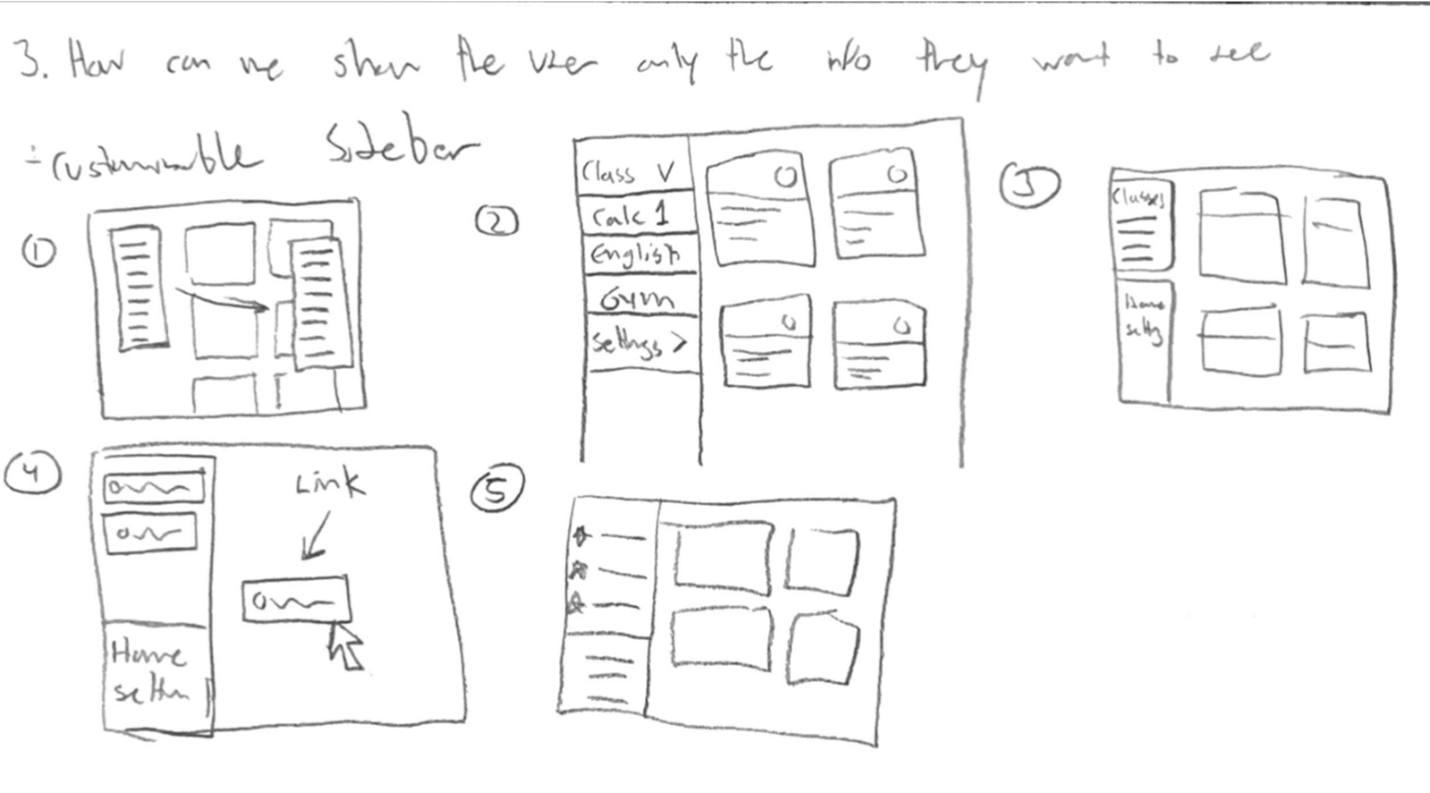 3. How can we show the user only the info they want to see
- Customizable Sidebar
①
②
Class V
Calc 1
English
Gym
settings >
③
Classes
Home
settg
④
Link
Home
settin
⑤